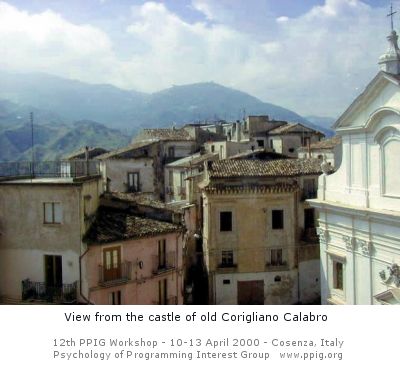 View from the castle of old Corigliano Calabro
12th PPIG Workshop - 10-13 April 2000 - Cosenza, Italy
Psychology of Programming Interest Group www.ppig.org